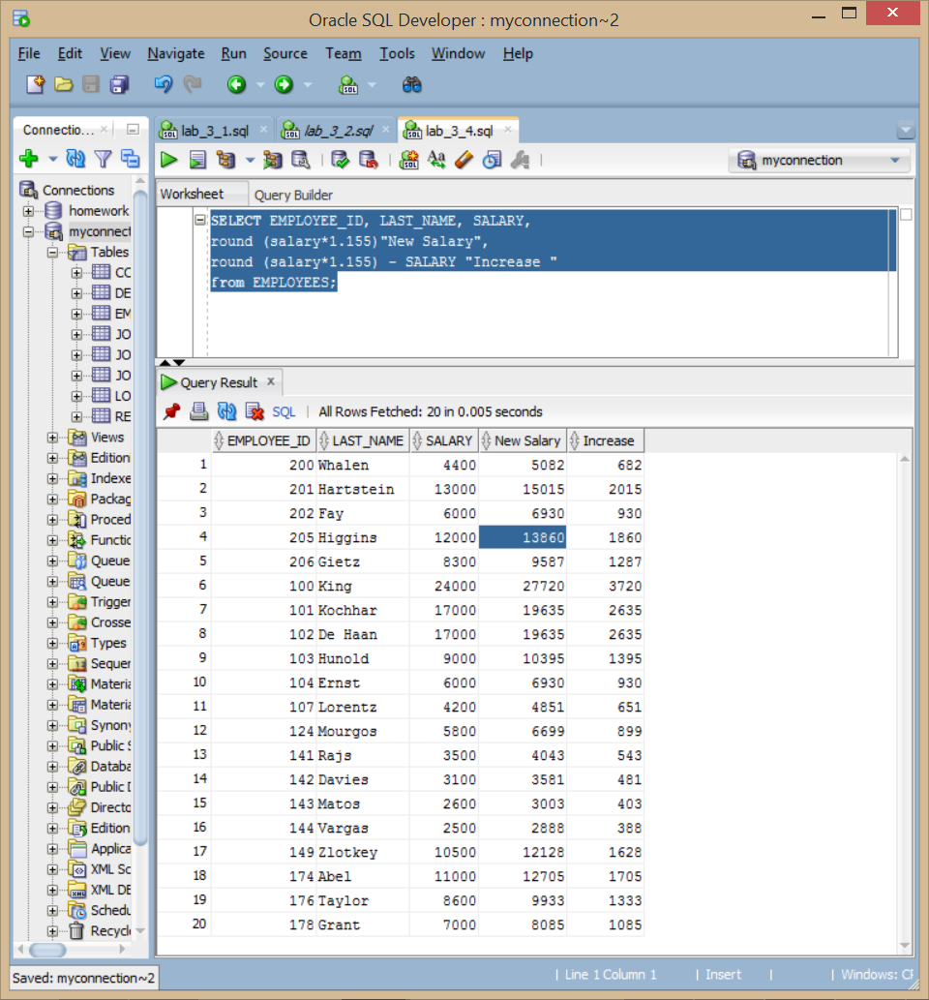 Oracle SQL Developer : myconnection~2
File Edit View Navigate Run Source Team Tools Window Help
Connectio...
lab_3_1.sql
lab_3_2.sql
lab_3_4.sql
myconnection
Connections
homework
myconnect
Tables
CC
DE
EM
JO
JO
JO
LO
RE
Views
Edition
Indexe
Packag
Proced
Functic
Queue
Queue
Trigger
Crosse
Types
Sequer
Materia
Materia
Synony
Public S
Databa
Public D
Directo
Edition
Applica
XML Sc
XML DE
Schedu
Recycl
Worksheet Query Builder
SELECT EMPLOYEE_ID, LAST_NAME, SALARY,
round (salary*1.155)"New Salary",
round (salary*1.155) - SALARY "Increase "
from EMPLOYEES;
Query Result
SQL | All Rows Fetched: 20 in 0.005 seconds
EMPLOYEE_ID LAST_NAME SALARY New Salary Increase
1 200 Whalen 4400 5082 682
2 201 Hartstein 13000 15015 2015
3 202 Fay 6000 6930 930
4 205 Higgins 12000 13860 1860
5 206 Gietz 8300 9587 1287
6 100 King 24000 27720 3720
7 101 Kochhar 17000 19635 2635
8 102 De Haan 17000 19635 2635
9 103 Hunold 9000 10395 1395
10 104 Ernst 6000 6930 930
11 107 Lorentz 4200 4851 651
12 124 Mourgos 5800 6699 899
13 141 Rajs 3500 4043 543
14 142 Davies 3100 3581 481
15 143 Matos 2600 3003 403
16 144 Vargas 2500 2888 388
17 149 Zlotkey 10500 12128 1628
18 174 Abel 11000 12705 1705
19 176 Taylor 8600 9933 1333
20 178 Grant 7000 8085 1085
Saved: myconnection~2
| Line 1 Column 1 | Insert | | Windows: CF